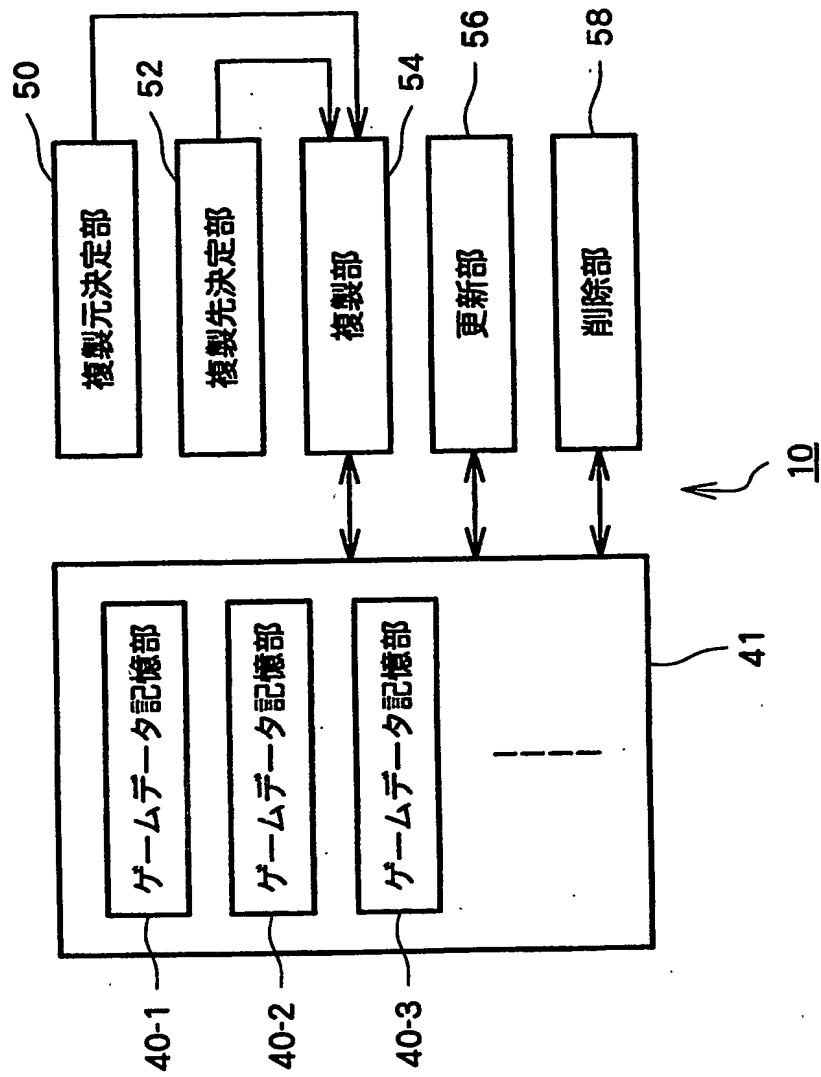 40-1
ゲームデータ記憶部
40-2
ゲームデータ記憶部
40-3
ゲームデータ記憶部
41
複製元決定部
50
複製先決定部
52
複製部
54
更新部
56
削除部
58
10